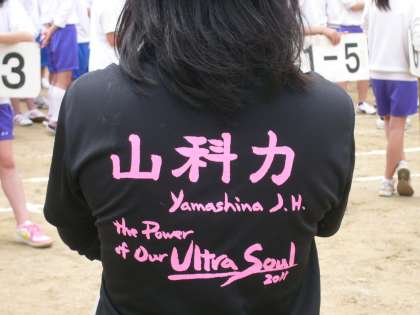 3
1-5
山科力
Yamashina J.H.
the Power
of Our Ultra Soul
2011